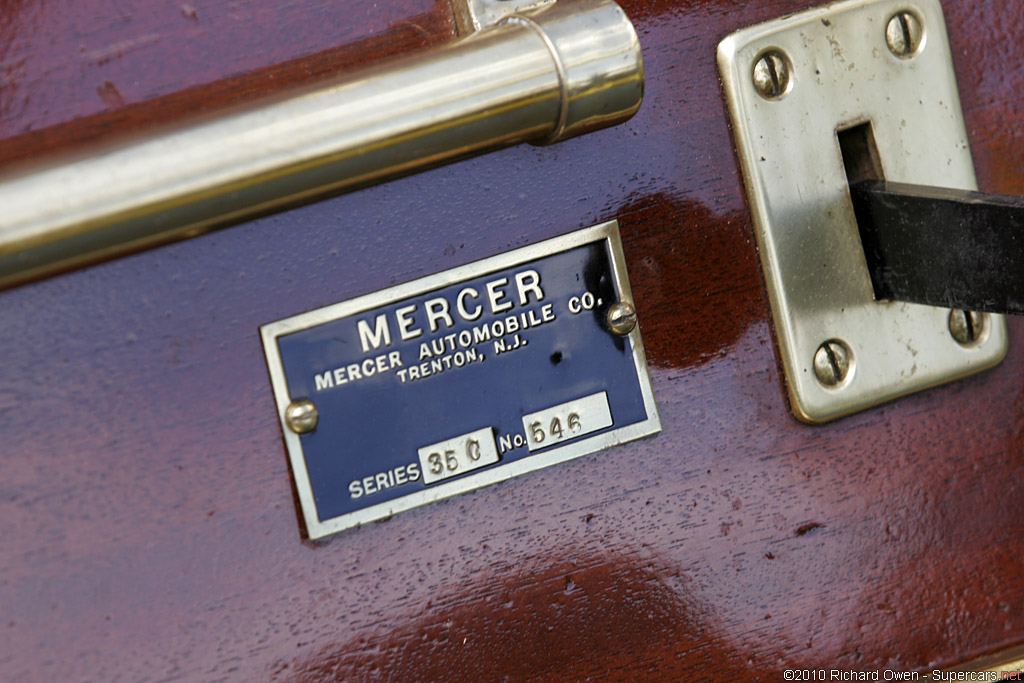 MERCER
MERCER AUTOMOBILE CO.
TRENTON, N.J.
SERIES 35 C No. 546
©2010 Richard Owen - Supercars.net